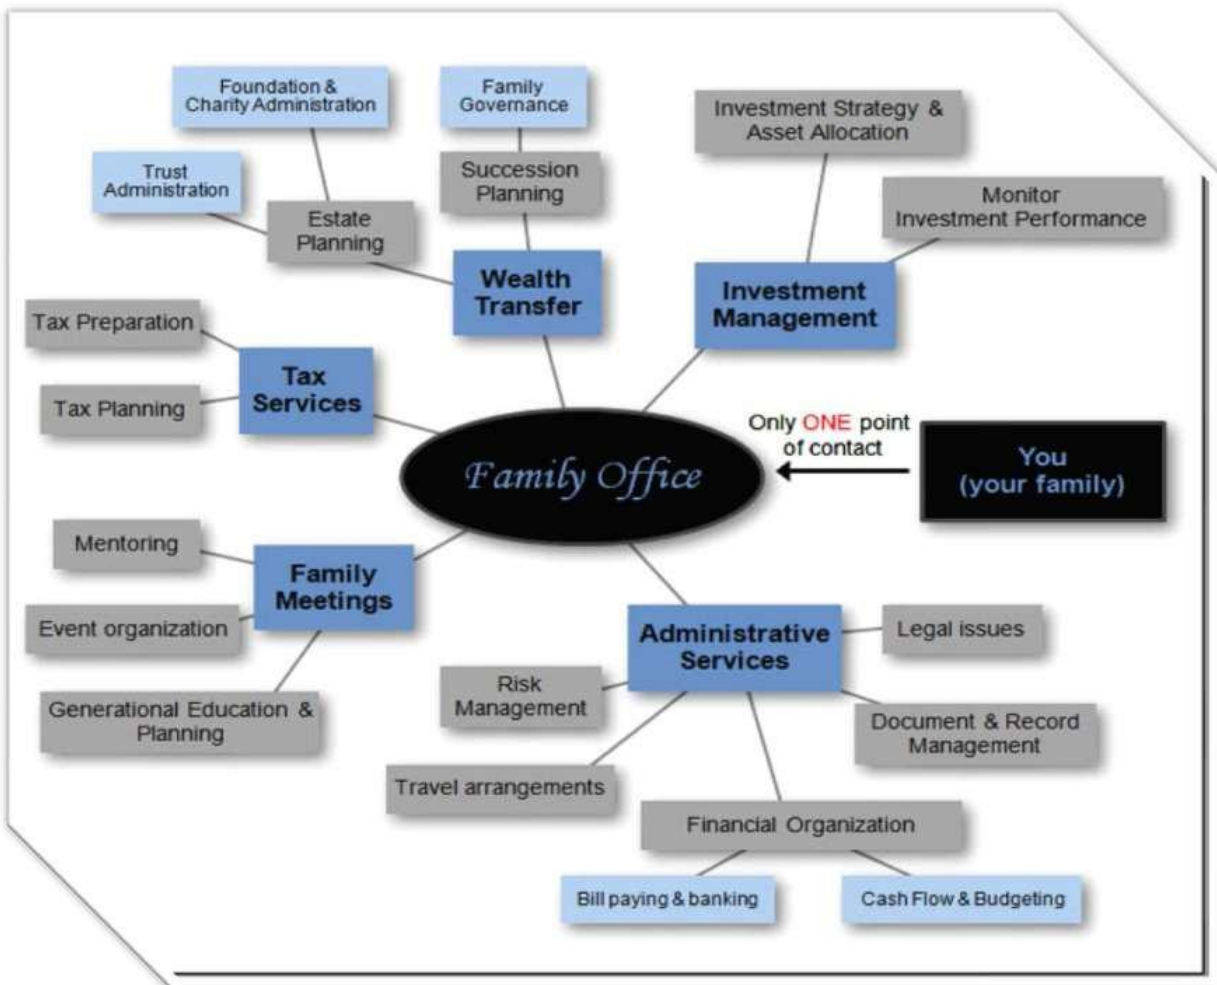 Foundation &
Charity Administration
Family
Governance
Investment Strategy &
Asset Allocation
Trust
Administration
Succession
Planning
Monitor
Investment Performance
Estate
Planning
Wealth
Transfer
Investment
Management
Tax Preparation
Tax
Services
Tax Planning
Only ONE point
of contact
You
(your family)
Family Office
Mentoring
Family
Meetings
Event organization
Generational Education &
Planning
Administrative
Services
Legal issues
Risk
Management
Document & Record
Management
Travel arrangements
Financial Organization
Bill paying & banking
Cash Flow & Budgeting